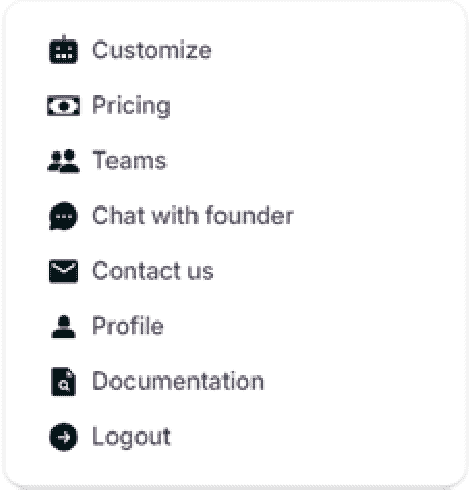 Customize
Pricing
Teams
Chat with founder
Contact us
Profile
Documentation
Logout